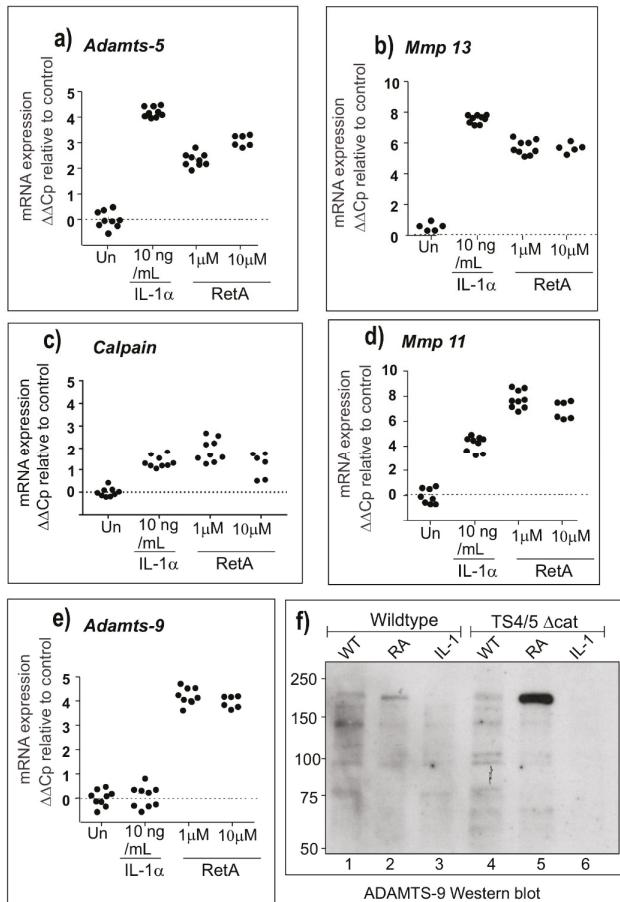 a) Adamts-5
mRNA expression
ΔΔCp relative to control
5
4
3
2
1
0
Un
10 ng
/mL
IL-1α
1μM
10μM
RetA
b) Mmp 13
mRNA expression
ΔΔCp relative to control
10
8
6
4
2
0
Un
10 ng
/mL
IL-1α
1μM
10μM
RetA
c) Calpain
mRNA expression
ΔΔCp relative to control
5
4
3
2
1
0
Un
10 ng
/mL
IL-1α
1μM
10μM
RetA
d) Mmp 11
mRNA expression
ΔΔCp relative to control
10
8
6
4
2
0
Un
10 ng
/mL
IL-1α
1μM
10μM
RetA
e) Adamts-9
mRNA expression
ΔΔCp relative to control
5
4
3
2
1
0
Un
10 ng
/mL
IL-1α
1μM
10μM
RetA
f)
Wildtype TS4/5 Δcat
WT RA IL-1 WT RA IL-1
250
150
100
75
50
1 2 3 4 5 6
ADAMTS-9 Western blot